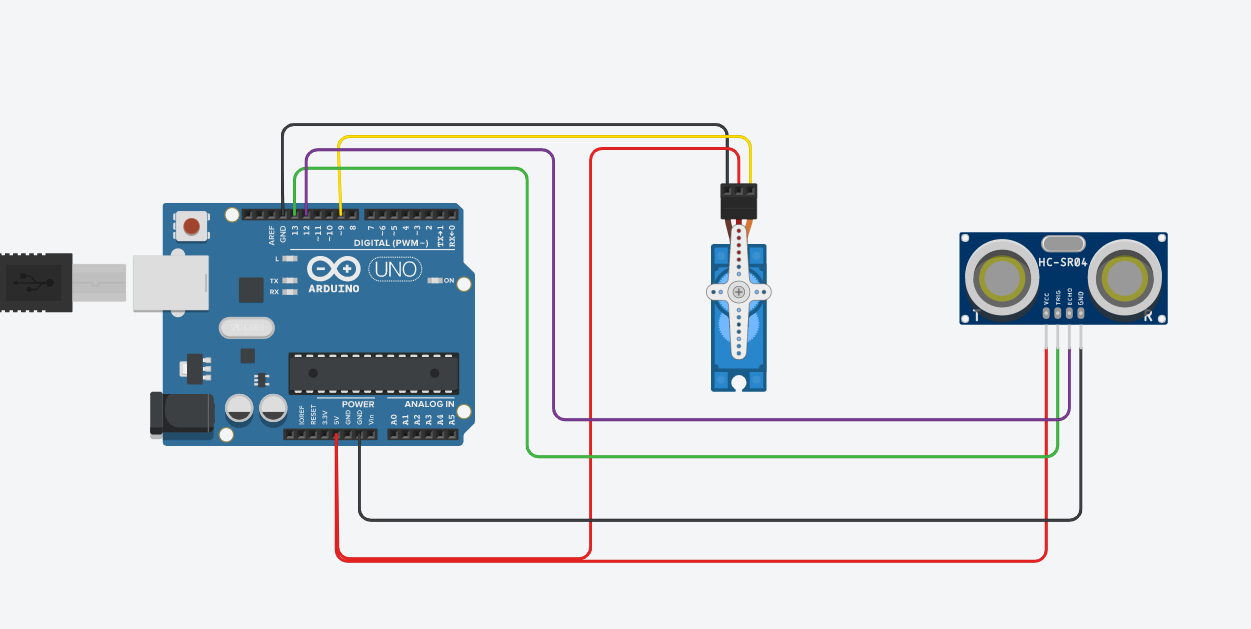 AREF
GND
13
12
~11
~10
~9
8
7
~6
~5
4
~3
2
TX→1
RX←0
DIGITAL (PWM~)
L
TX
RX
UNO
ARDUINO
ON
POWER
ANALOG IN
IOREF
RESET
3.3V
5V
GND
GND
Vin
A0
A1
A2
A3
A4
A5
HC-SR04
VCC
TRIG
ECHO
GND
T
R